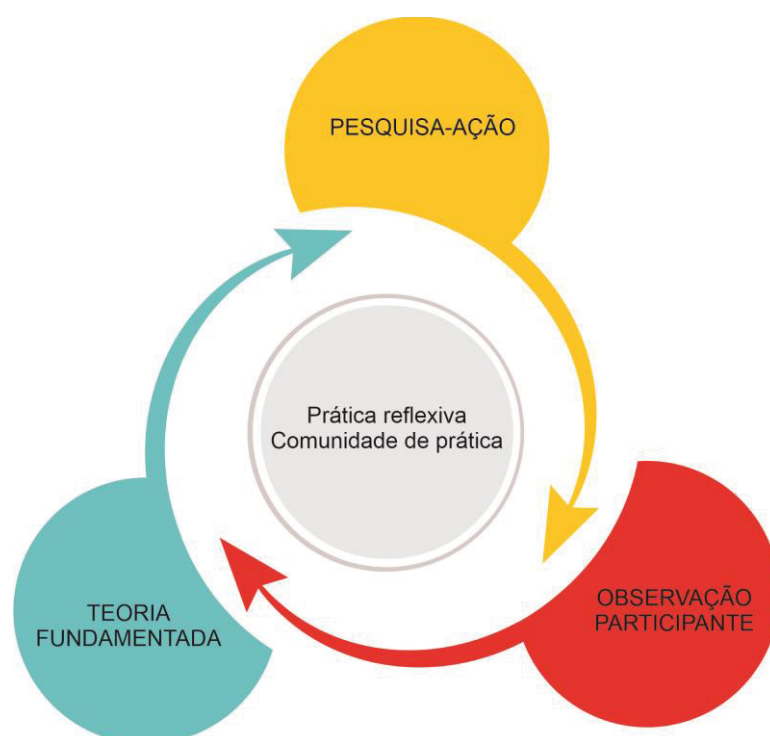 PESQUISA-AÇÃO
Prática reflexiva
Comunidade de prática
TEORIA
FUNDAMENTADA
OBSERVAÇÃO
PARTICIPANTE